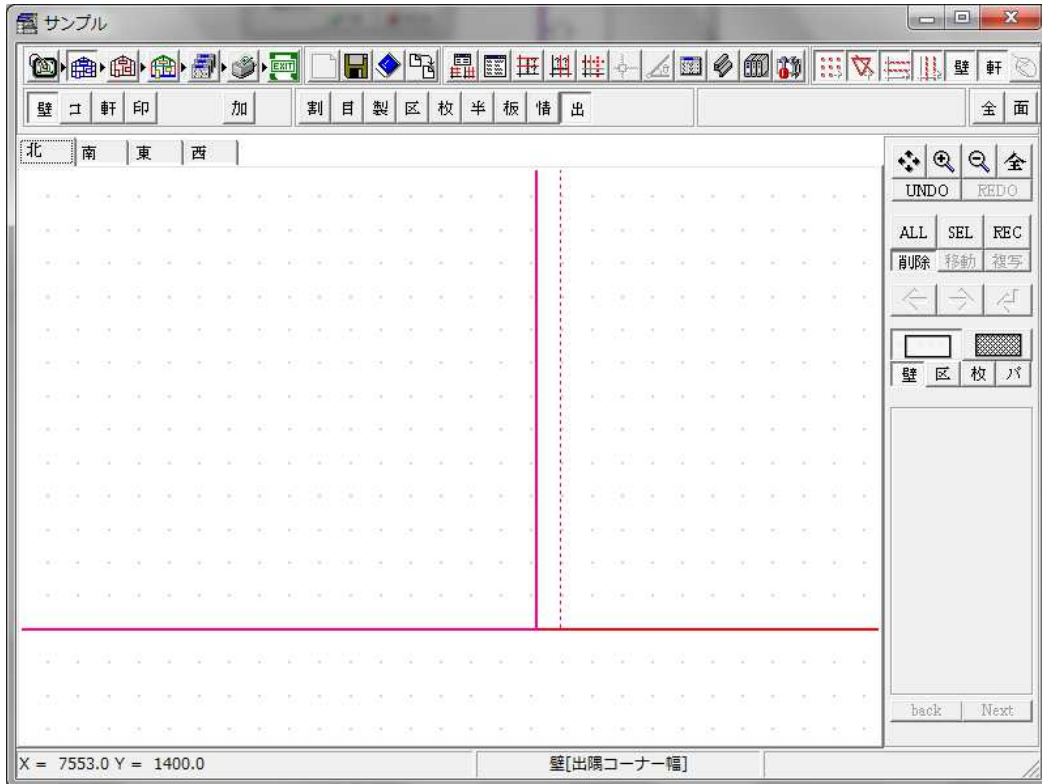 サンプル
EXIT 壁 軒
壁 コ 軒 印 加 割 目 製 区 枚 半 板 情 出 全 面
北 南 東 西
全
UNDO REDO
ALL SEL REC
削除 移動 複写
壁 区 枚 パ
back Next
X = 7553.0 Y = 1400.0 壁[出隅コーナー幅]